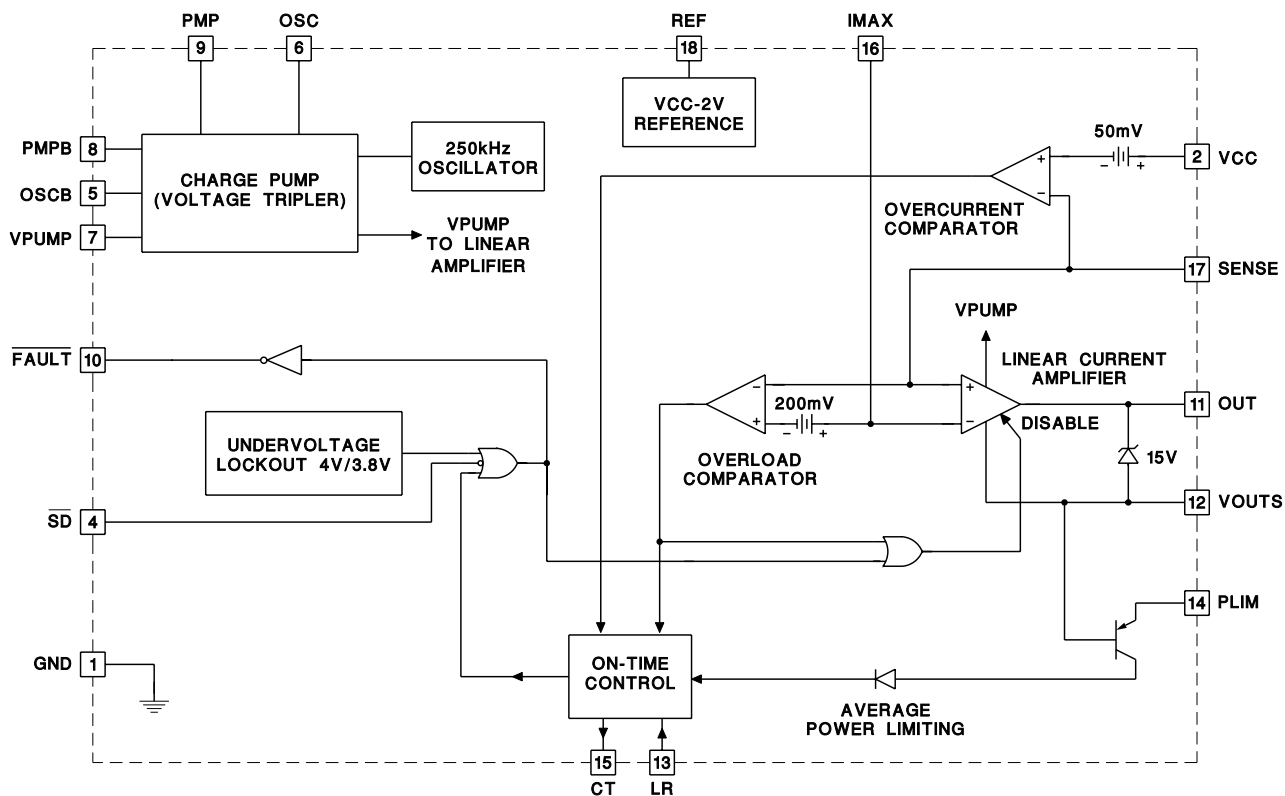 PMP
OSC
REF
IMAX
9
6
18
16
VCC-2V
REFERENCE
50mV
PMPB
8
250kHz
OSCILLATOR
+
-
+
2
VCC
CHARGE PUMP
(VOLTAGE TRIPLER)
OSCB
5
-
OVERCURRENT
COMPARATOR
VPUMP
7
VPUMP
TO LINEAR
AMPLIFIER
17
SENSE
VPUMP
FAULT
10
LINEAR CURRENT
AMPLIFIER
-
+
200mV
+
-
+
-
DISABLE
11
OUT
UNDERVOLTAGE
LOCKOUT 4V/3.8V
OVERLOAD
COMPARATOR
15V
SD
4
12
VOUTS
14
PLIM
GND
1
ON-TIME
CONTROL
AVERAGE
POWER LIMITING
15
13
CT
LR